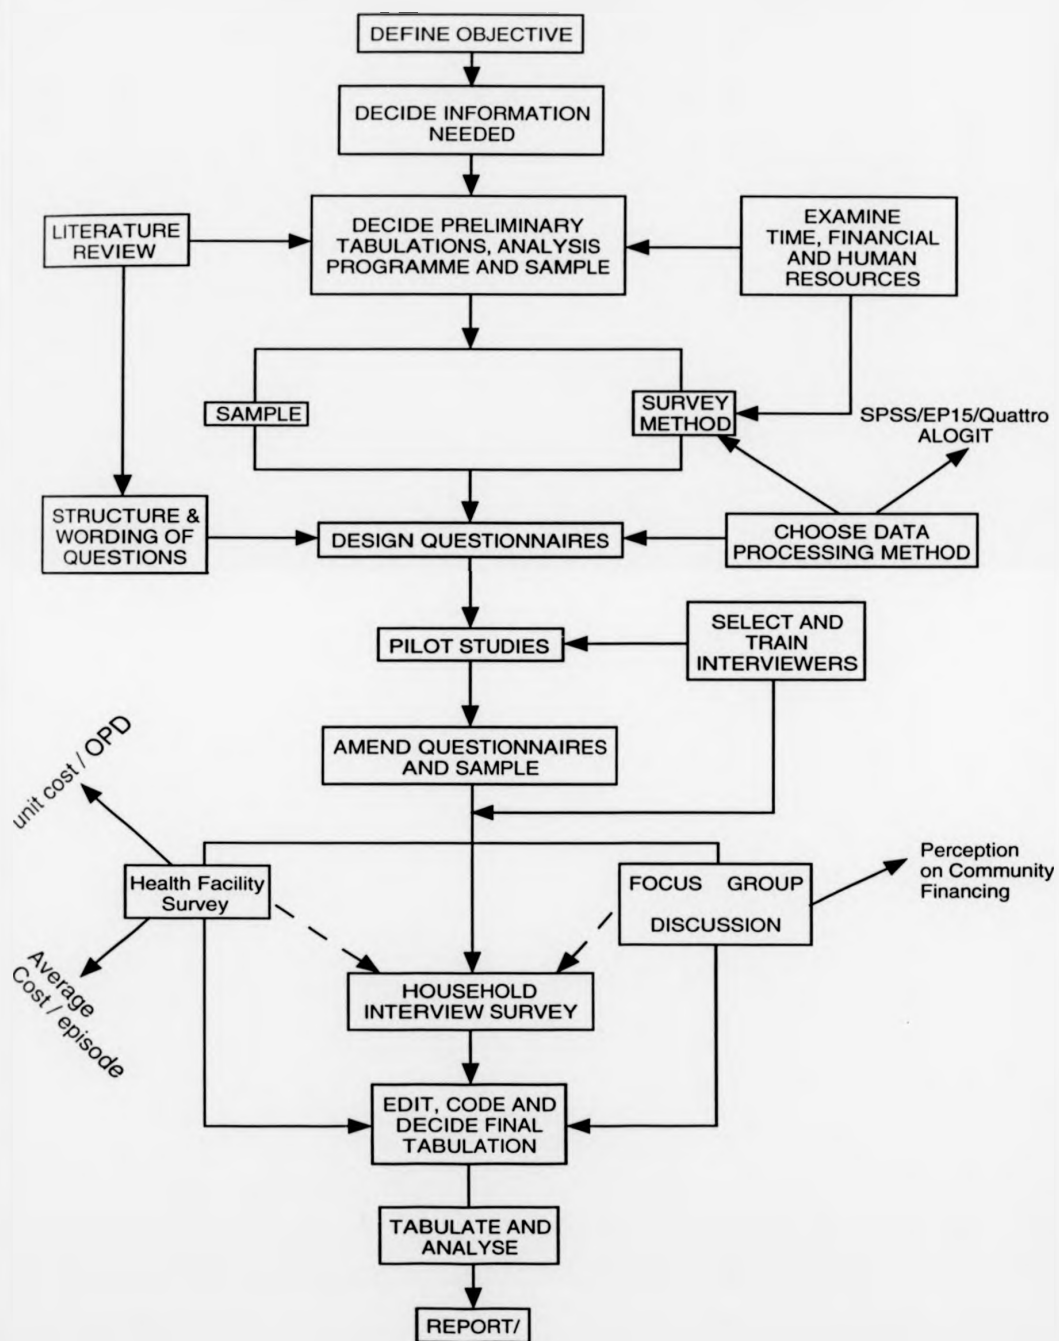 DEFINE OBJECTIVE
DECIDE INFORMATION
NEEDED
LITERATURE
REVIEW
DECIDE PRELIMINARY
TABULATIONS, ANALYSIS
PROGRAMME AND SAMPLE
EXAMINE
TIME, FINANCIAL
AND HUMAN
RESOURCES
SAMPLE
SURVEY
METHOD
SPSS/EP15/Quattro
ALOGIT
STRUCTURE &
WORDING OF
QUESTIONS
DESIGN QUESTIONNAIRES
CHOOSE DATA
PROCESSING METHOD
PILOT STUDIES
SELECT AND
TRAIN
INTERVIEWERS
AMEND QUESTIONNAIRES
AND SAMPLE
unit cost / OPD
Health Facility
Survey
FOCUS GROUP
DISCUSSION
Perception
on Community
Financing
Average
Cost / episode
HOUSEHOLD
INTERVIEW SURVEY
EDIT, CODE AND
DECIDE FINAL
TABULATION
TABULATE AND
ANALYSE
REPORT/